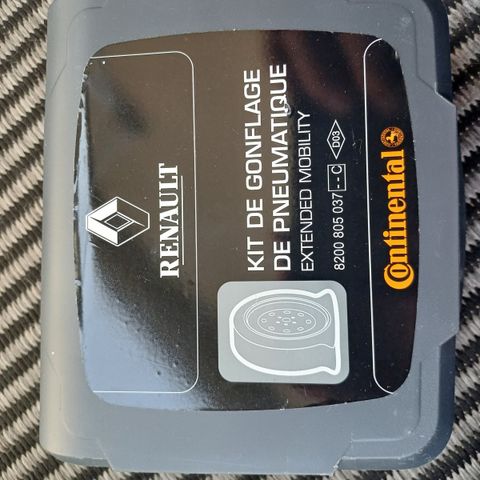 RENAULT
KIT DE GONFLAGE
DE PNEUMATIQUE
EXTENDED MOBILITY
8200 805 037 --C <D03>
Continental